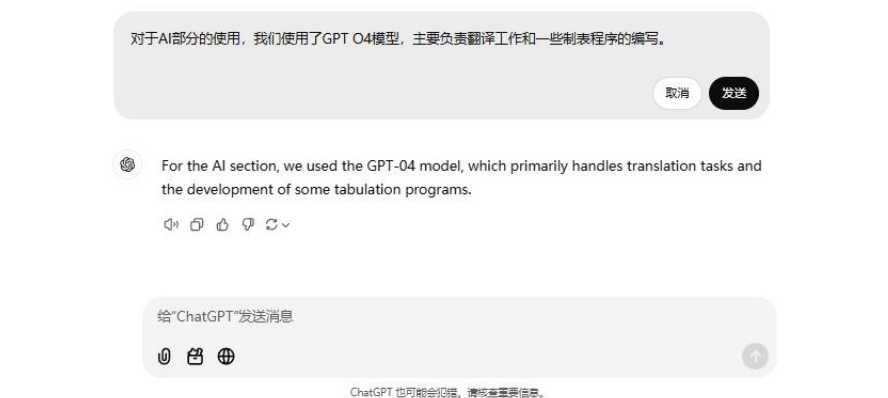 对于AI部分的使用，我们使用了GPT O4模型，主要负责翻译工作和一些制表程序的编写。
取消
发送
For the AI section, we used the GPT-04 model, which primarily handles translation tasks and
the development of some tabulation programs.
给“ChatGPT”发送消息
ChatGPT 也可能会犯错。请核查重要信息。